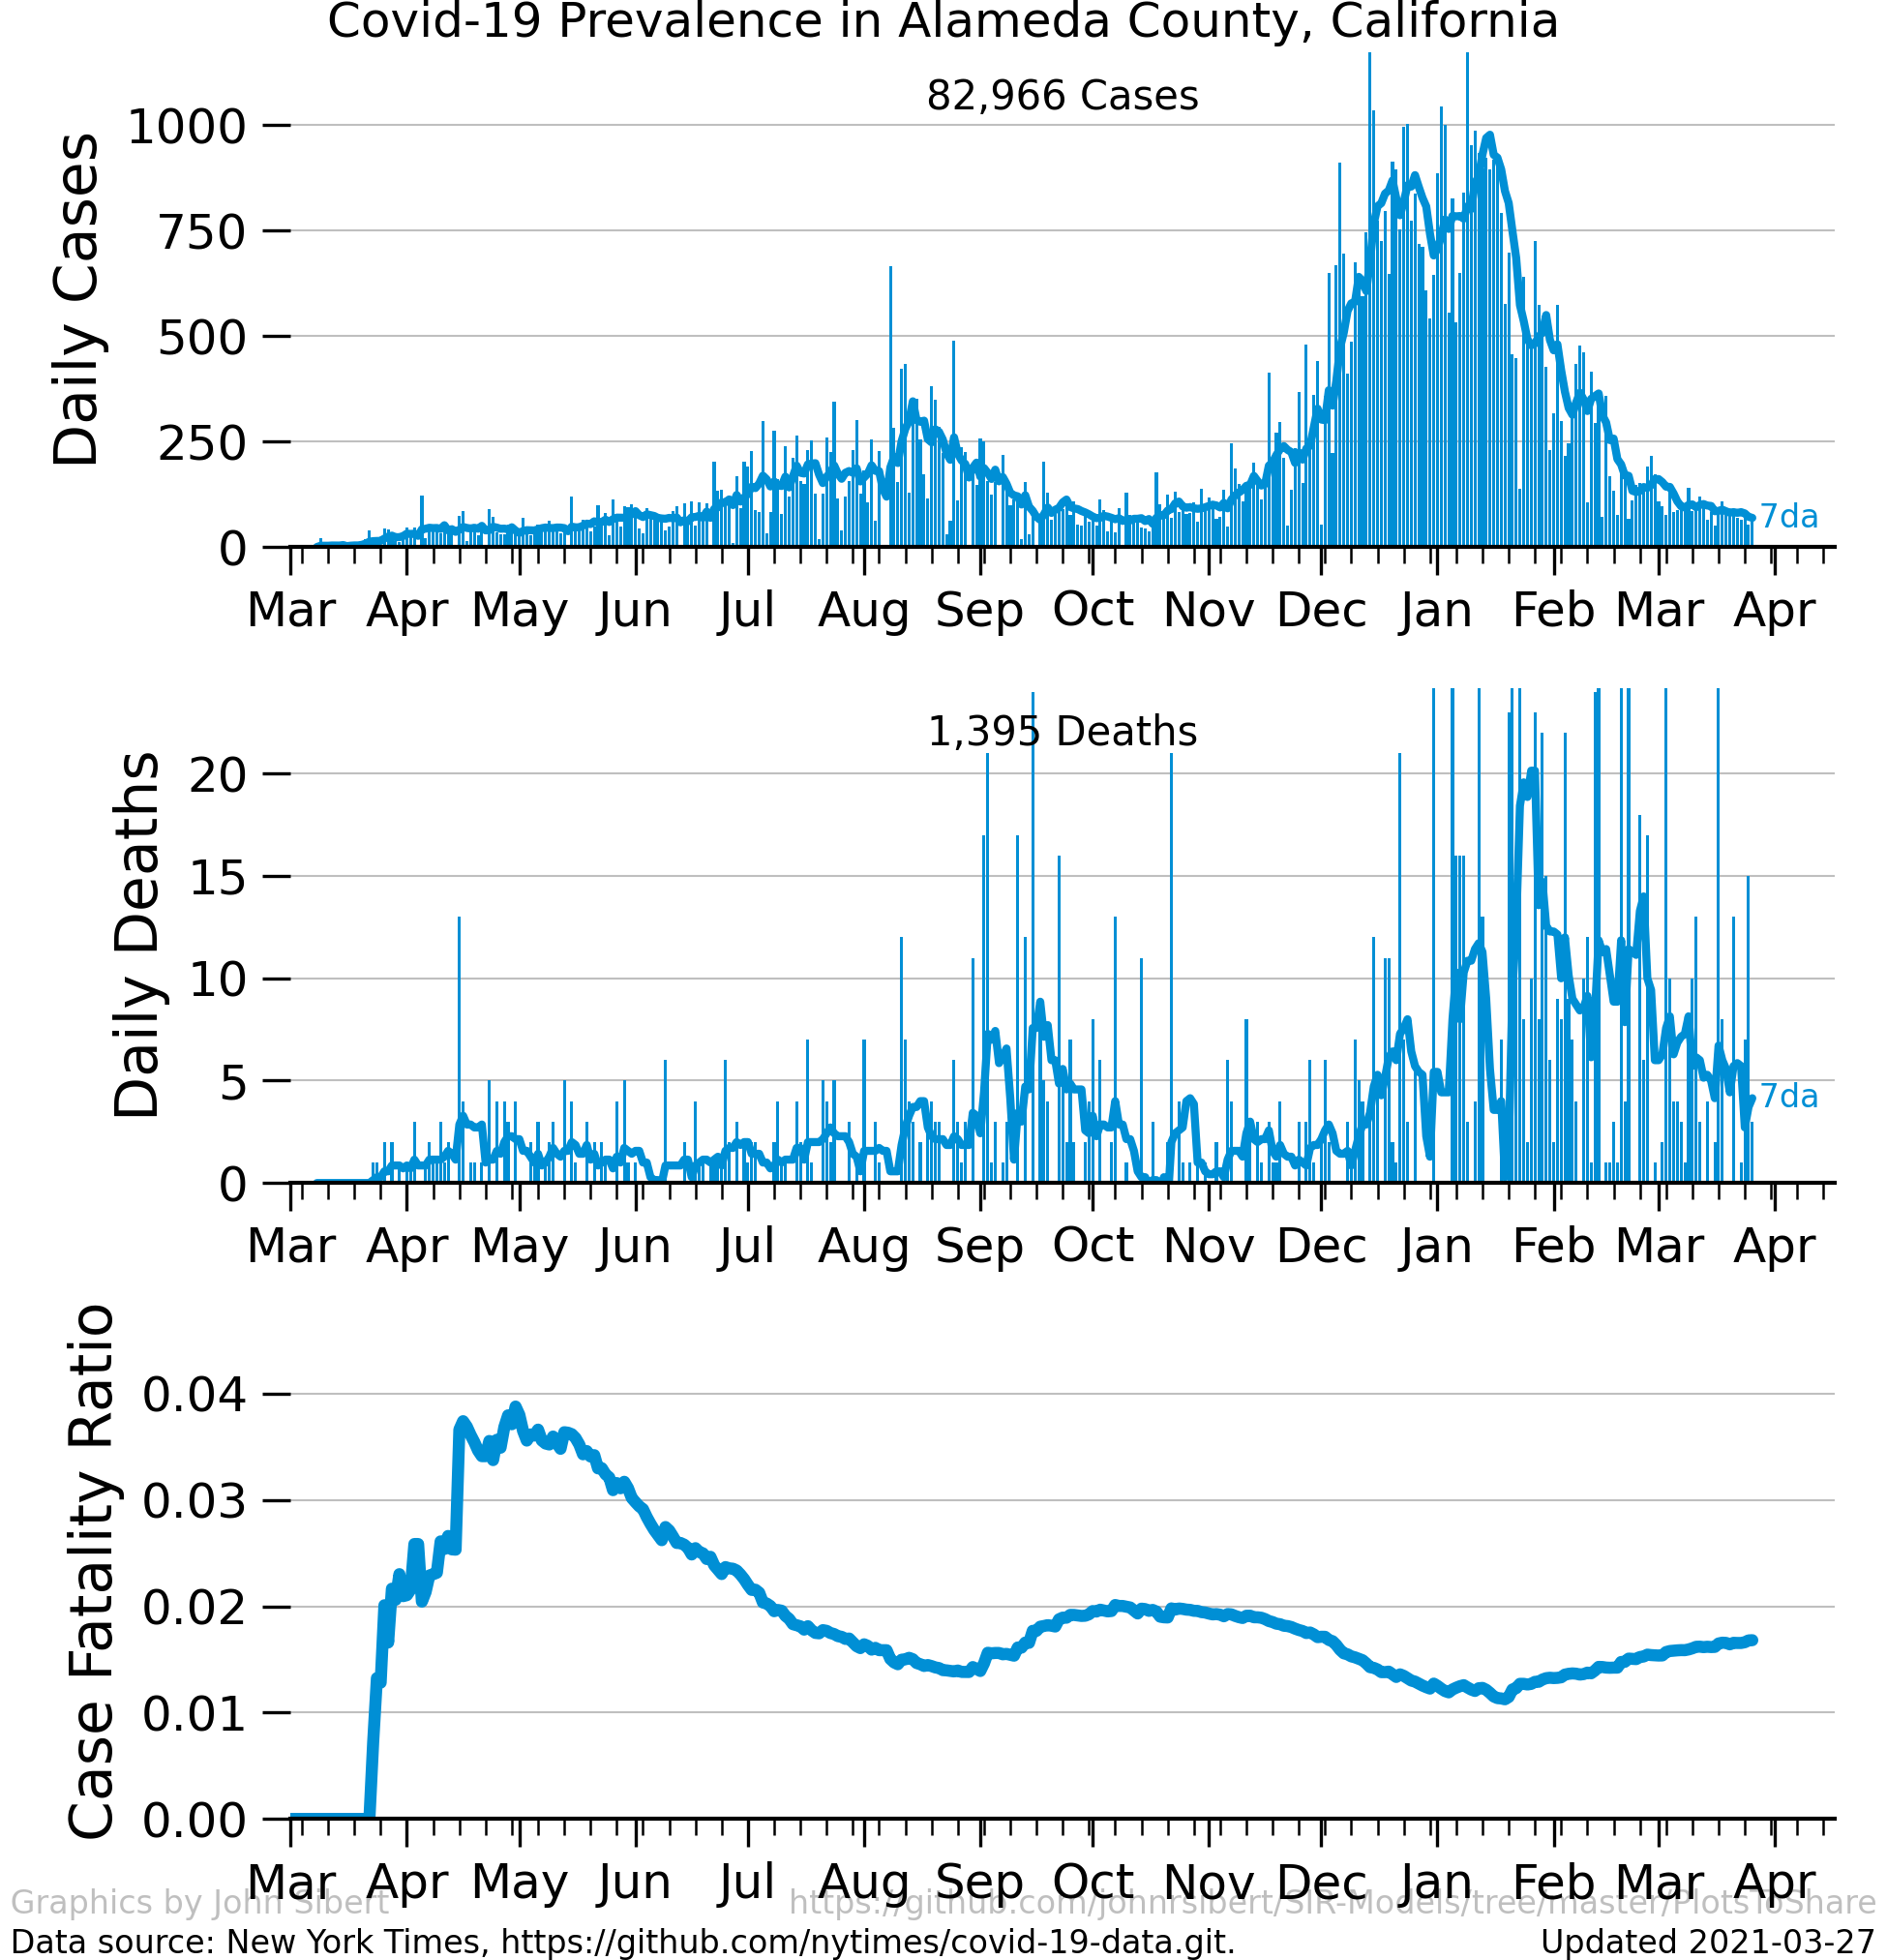 Covid-19 Prevalence in Alameda County, California
82,966 Cases
Daily Cases
1000
750
500
250
0
7da
Mar Apr May Jun Jul Aug Sep Oct Nov Dec Jan Feb Mar Apr
1,395 Deaths
Daily Deaths
20
15
10
5
0
7da
Mar Apr May Jun Jul Aug Sep Oct Nov Dec Jan Feb Mar Apr
Case Fatality Ratio
0.04
0.03
0.02
0.01
0.00
Mar Apr May Jun Jul Aug Sep Oct Nov Dec Jan Feb Mar Apr
Graphics by John Sibert https://github.com/johnrsibert/SIR-Models/tree/master/PlotsToShare
Data source: New York Times, https://github.com/nytimes/covid-19-data.git. Updated 2021-03-27